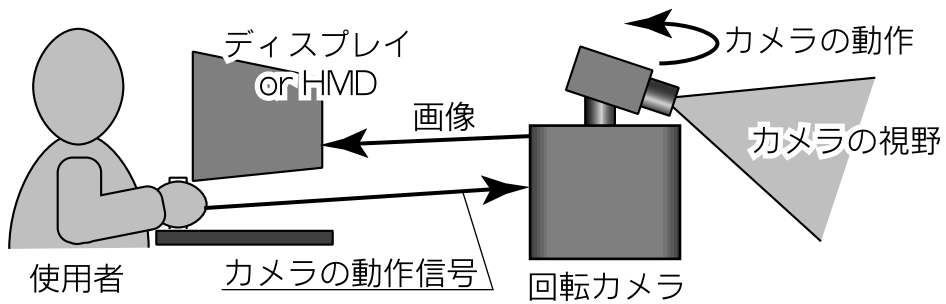 ディスプレイ
or HMD
カメラの動作
画像
カメラの視野
使用者
カメラの動作信号
回転カメラ